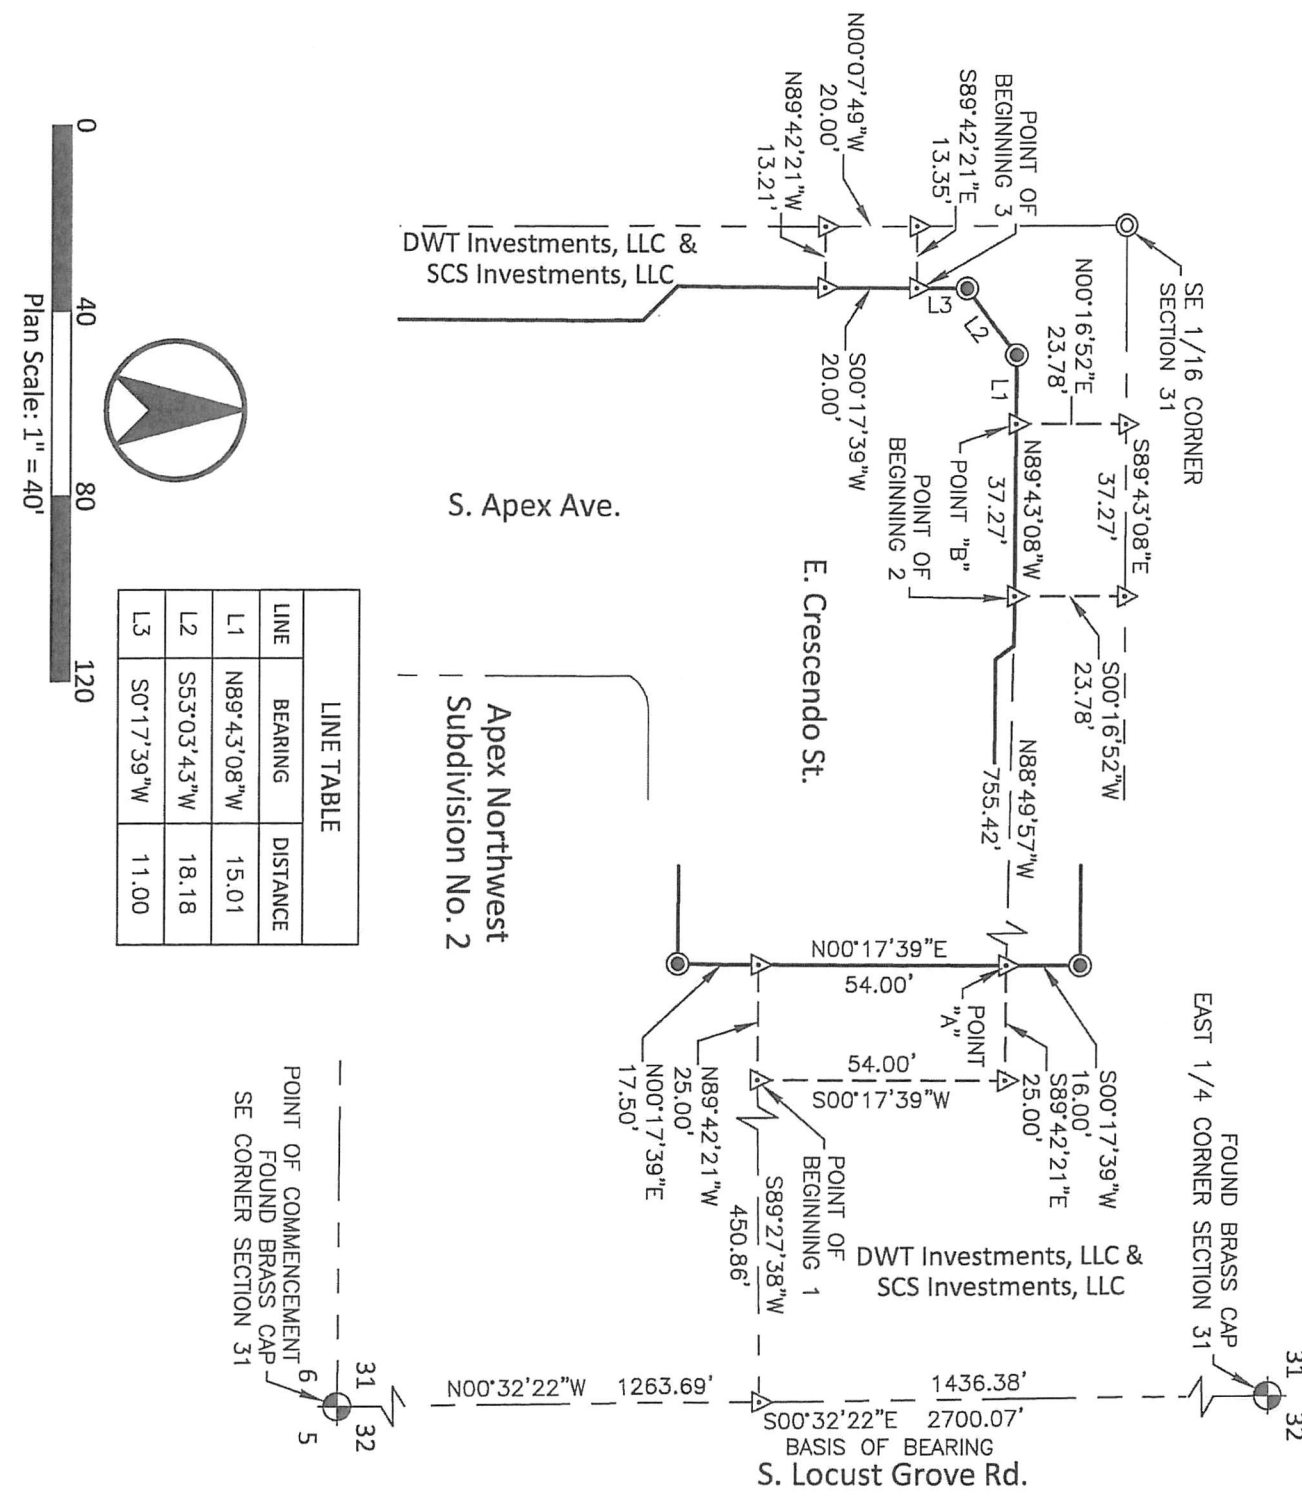 N00°07'49"W
20.00'
N89°42'21"W
13.21'
S89°42'21"E
13.35'
POINT OF
BEGINNING 3
SE 1/16 CORNER
SECTION 31
N00°16'52"E
23.78'
S89°43'08"E
37.27'
DWT Investments, LLC &
SCS Investments, LLC
L3
L2
L1
S00°17'39"W
20.00'
N89°43'08"W
37.27'
POINT "B"
POINT OF
BEGINNING 2
S00°16'52"W
23.78'
0
40
80
120
Plan Scale: 1" = 40'
S. Apex Ave.
E. Crescendo St.
N88°49'57"W
755.42'
LINE TABLE
LINE BEARING DISTANCE
L1 N89°43'08"W 15.01
L2 S53°03'43"W 18.18
L3 S0°17'39"W 11.00
Apex Northwest
Subdivision No. 2
N00°17'39"E
54.00'
POINT
"A"
54.00'
S00°17'39"W
S00°17'39"W
16.00'
S89°42'21"E
25.00'
N89°42'21"W
25.00'
N00°17'39"E
17.50'
POINT OF
BEGINNING 1
S89°27'38"W
450.86'
DWT Investments, LLC &
SCS Investments, LLC
FOUND BRASS CAP
EAST 1/4 CORNER SECTION 31
31
32
POINT OF COMMENCEMENT
FOUND BRASS CAP
SE CORNER SECTION 31
31
6
32
5
N00°32'22"W 1263.69'
1436.38'
S00°32'22"E 2700.07'
BASIS OF BEARING
S. Locust Grove Rd.